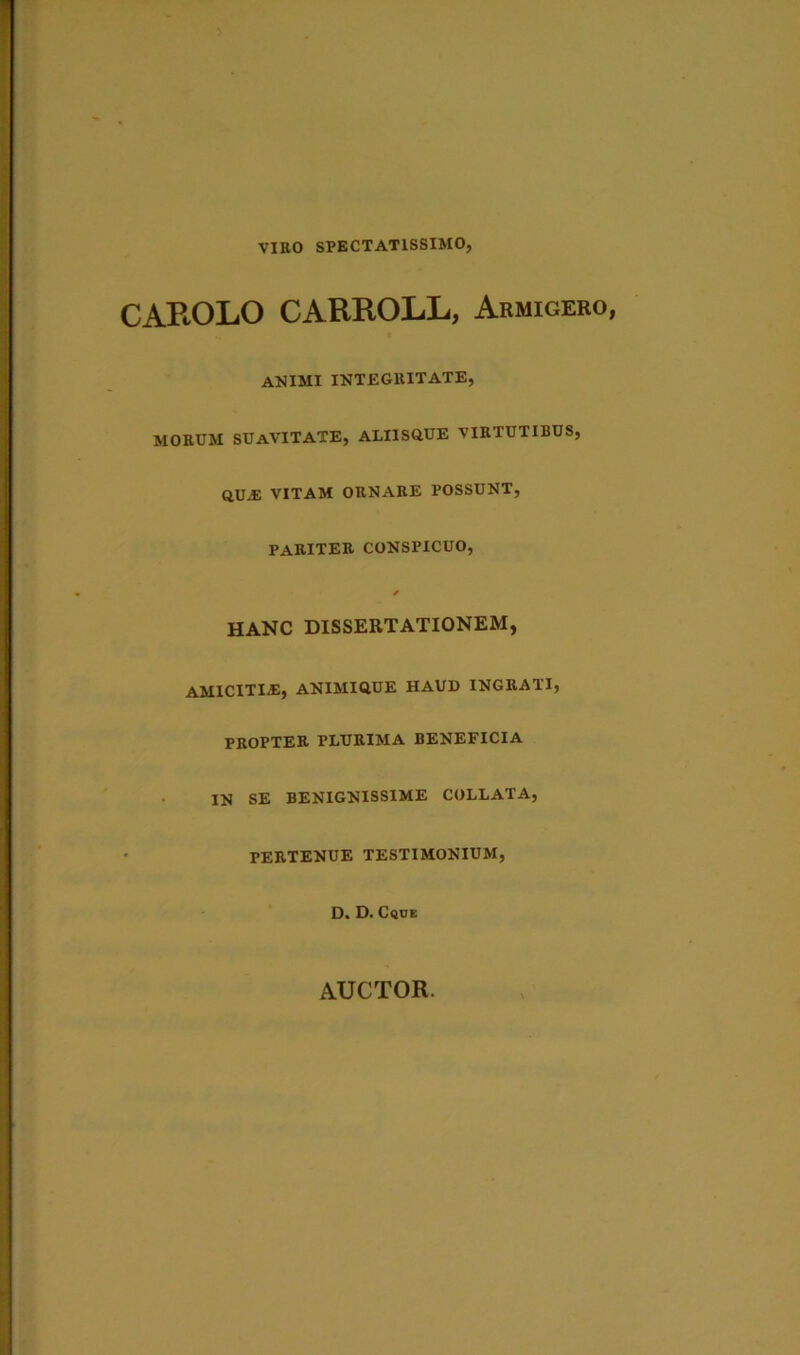 VIRO SPECTATISSIMO,
CAROLO CARROLL, ARMIGERO,
ANIMI INTEGRITATE,
MORUM SUAVITATE, ALIISQUE VIRTUTIBUS,
QUÆ VITAM ORNARE POSSUNT,
PARITER CONSPICUO,
HANC DISSERTATIONEM,
AMICITIÆ, ANIMIQUE HAUD INGRATI,
PROPTER PLURIMA BENEFICIA
IN SE BENIGNISSIME COLLATA,
PERTENUE TESTIMONIUM,
D. D. CQUE
AUCTOR.